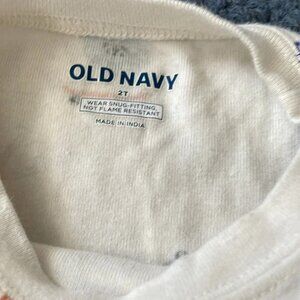 OLD NAVY
2T
WEAR SNUG-FITTING,
NOT FLAME RESISTANT
MADE IN INDIA